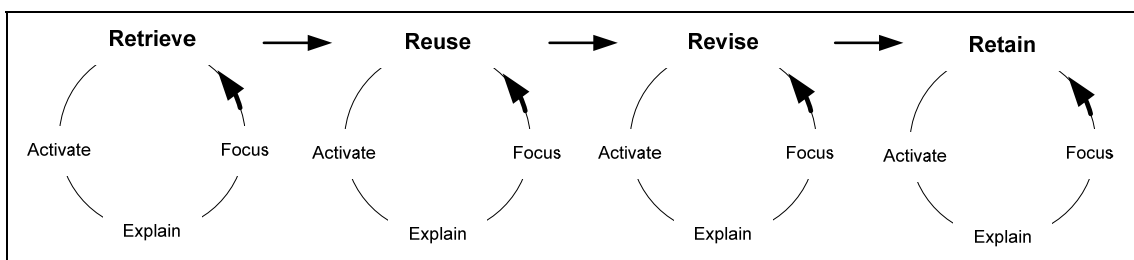 Retrieve
Reuse
Revise
Retain
Activate
Focus
Activate
Focus
Activate
Focus
Activate
Focus
Explain
Explain
Explain
Explain